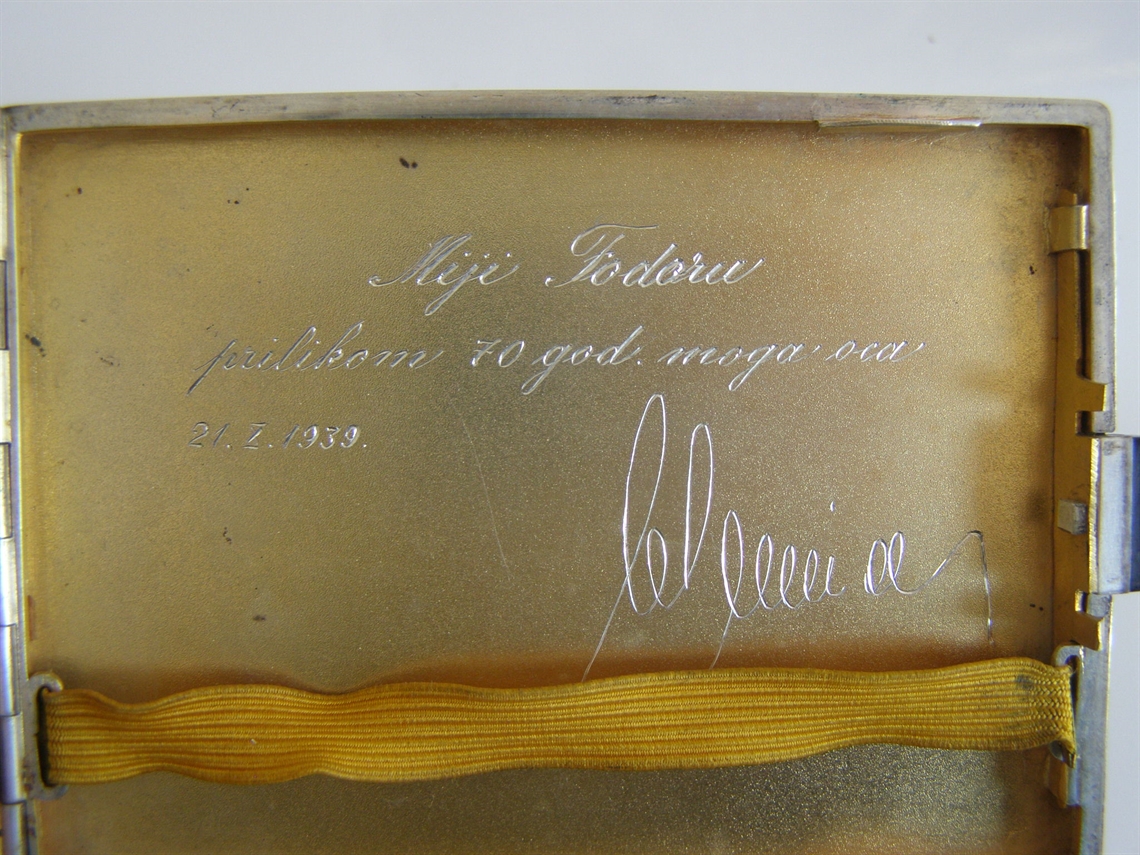 Miji Fodoru
prilikom 70 god. moga oca
21. I. 1939.